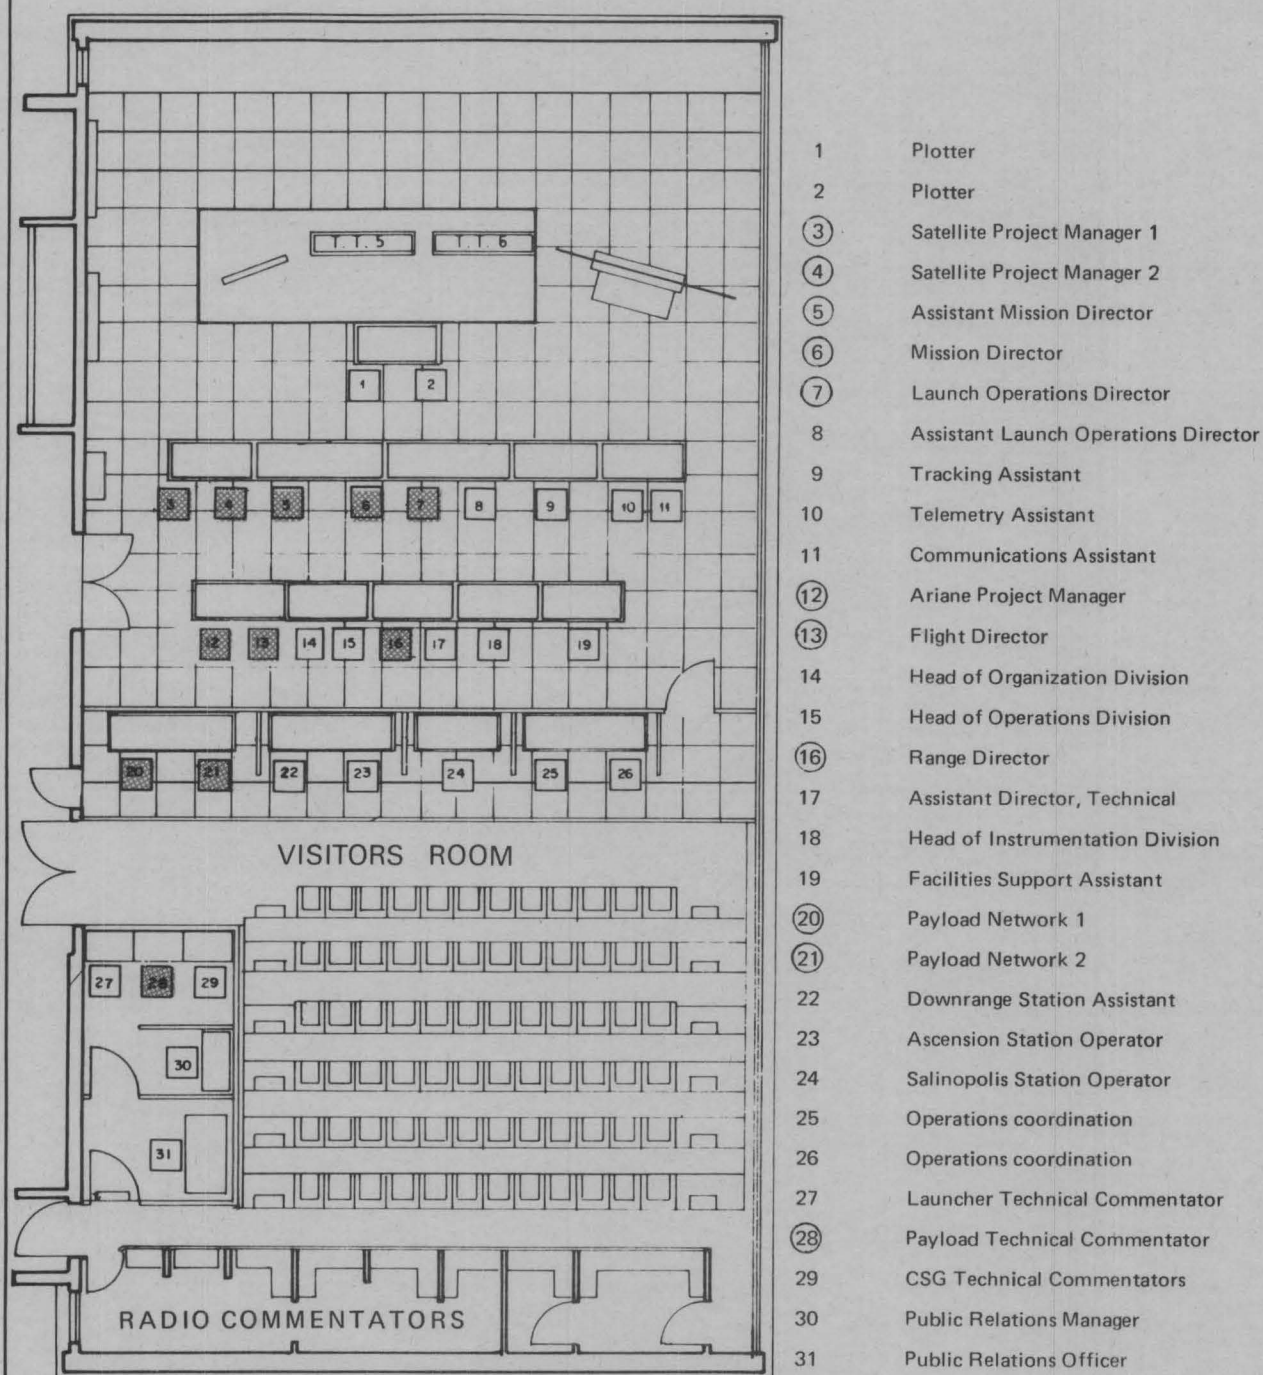 T.T.5 T.T.6
1 2
3 4 5 6 7 8 9 10 11
12 13 14 15 16 17 18 19
20 21 22 23 24 25 26
VISITORS ROOM
27 28 29
30
31
RADIO COMMENTATORS
1 Plotter
2 Plotter
3 Satellite Project Manager 1
4 Satellite Project Manager 2
5 Assistant Mission Director
6 Mission Director
7 Launch Operations Director
8 Assistant Launch Operations Director
9 Tracking Assistant
10 Telemetry Assistant
11 Communications Assistant
12 Ariane Project Manager
13 Flight Director
14 Head of Organization Division
15 Head of Operations Division
16 Range Director
17 Assistant Director, Technical
18 Head of Instrumentation Division
19 Facilities Support Assistant
20 Payload Network 1
21 Payload Network 2
22 Downrange Station Assistant
23 Ascension Station Operator
24 Salinopolis Station Operator
25 Operations coordination
26 Operations coordination
27 Launcher Technical Commentator
28 Payload Technical Commentator
29 CSG Technical Commentators
30 Public Relations Manager
31 Public Relations Officer